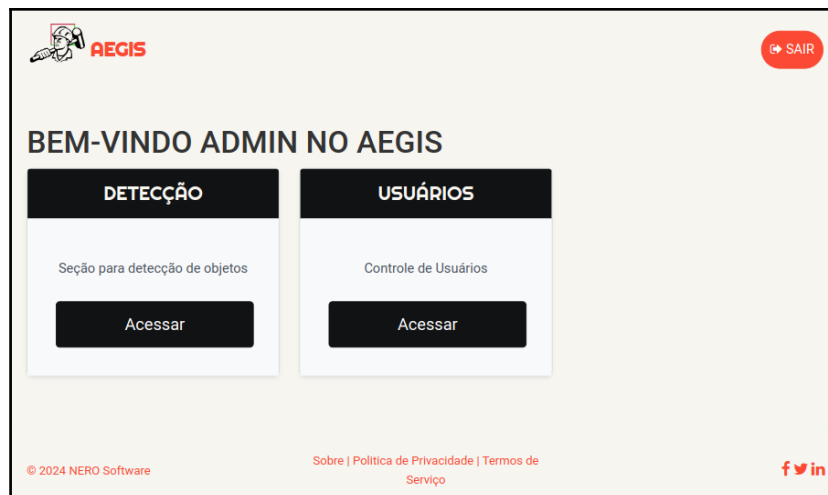 AEGIS
SAIR
BEM-VINDO ADMIN NO AEGIS
DETECÇÃO
Seção para detecção de objetos
Acessar
USUÁRIOS
Controle de Usuários
Acessar
© 2024 NERO Software
Sobre | Politica de Privacidade | Termos de
Serviço